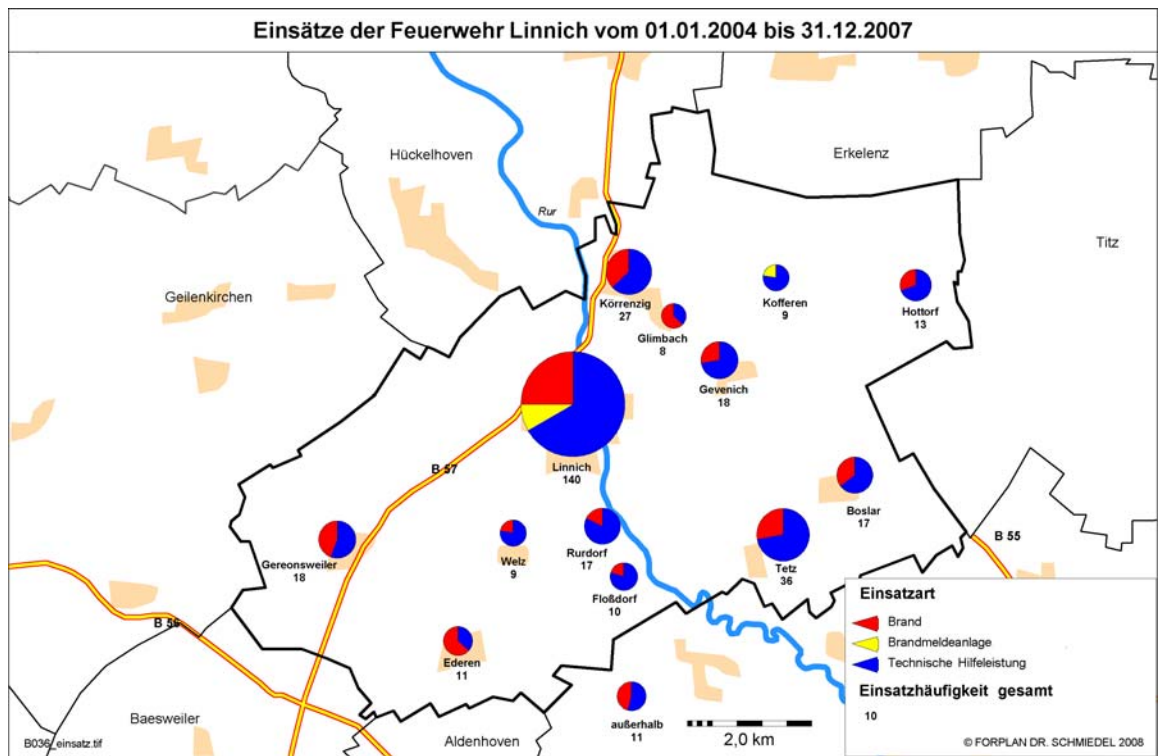 Einsätze der Feuerwehr Linnich vom 01.01.2004 bis 31.12.2007
Hückelhoven
Erkelenz
Rur
Titz
Geilenkirchen
Körrenzig
27
Kofferen
9
Hottorf
13
Glimbach
8
Gevenich
18
Linnich
140
B 57
Boslar
17
Gereonsweiler
18
Welz
9
Rurdorf
17
Tetz
36
B 55
Floßdorf
10
B 56
Ederen
11
außerhalb
11
2,0 km
Baesweiler
Aldenhoven
B036_einsatz.tif
Einsatzart
Brand
Brandmeldeanlage
Technische Hilfeleistung
Einsatzhäufigkeit gesamt
10
© FORPLAN DR. SCHMIEDEL 2008